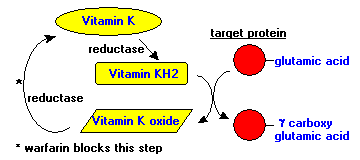 Vitamin K
reductase
target protein
Vitamin KH2
glutamic acid
*
reductase
Vitamin K oxide
γ carboxy
glutamic acid
* warfarin blocks this step